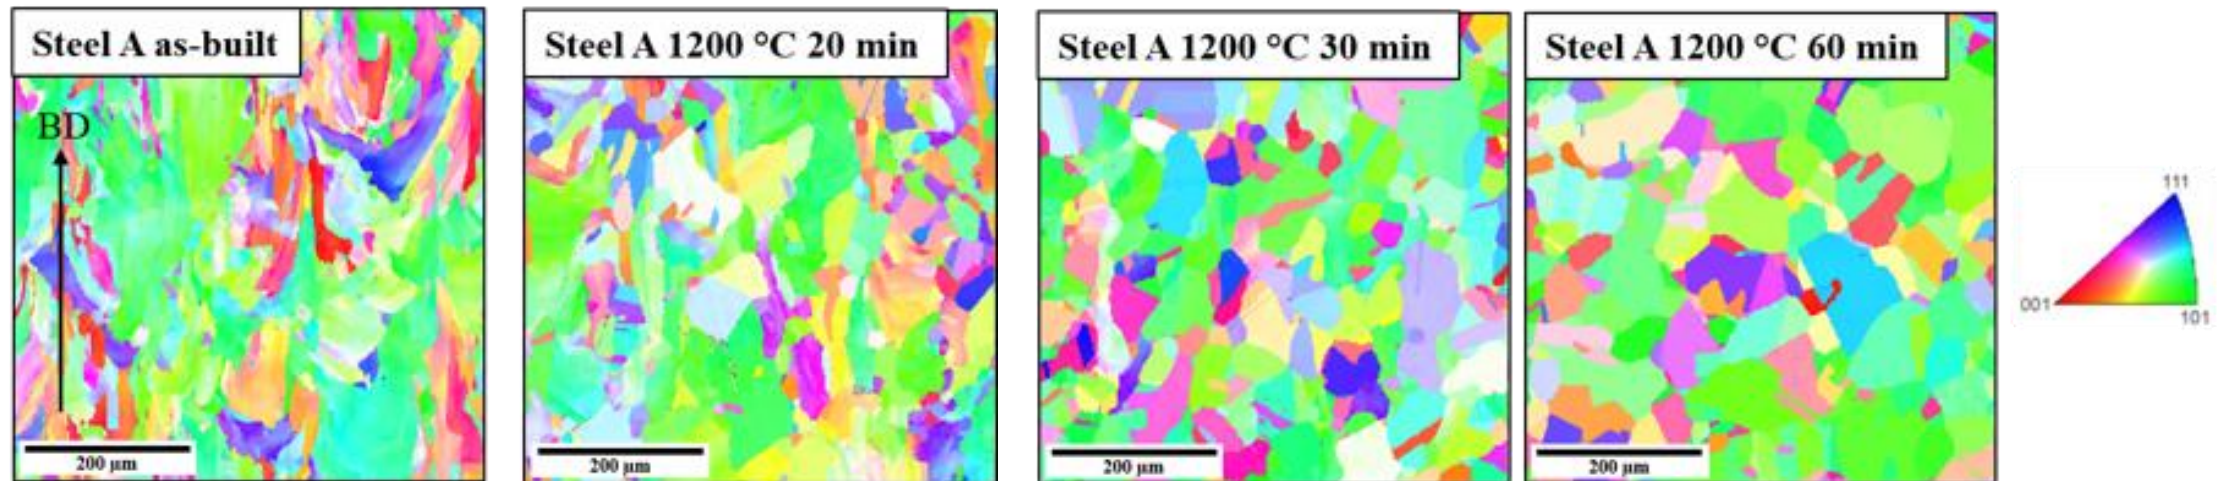 Steel A as-built
BD
200 µm
Steel A 1200 °C 20 min
200 µm
Steel A 1200 °C 30 min
200 µm
Steel A 1200 °C 60 min
200 µm
111
001
101